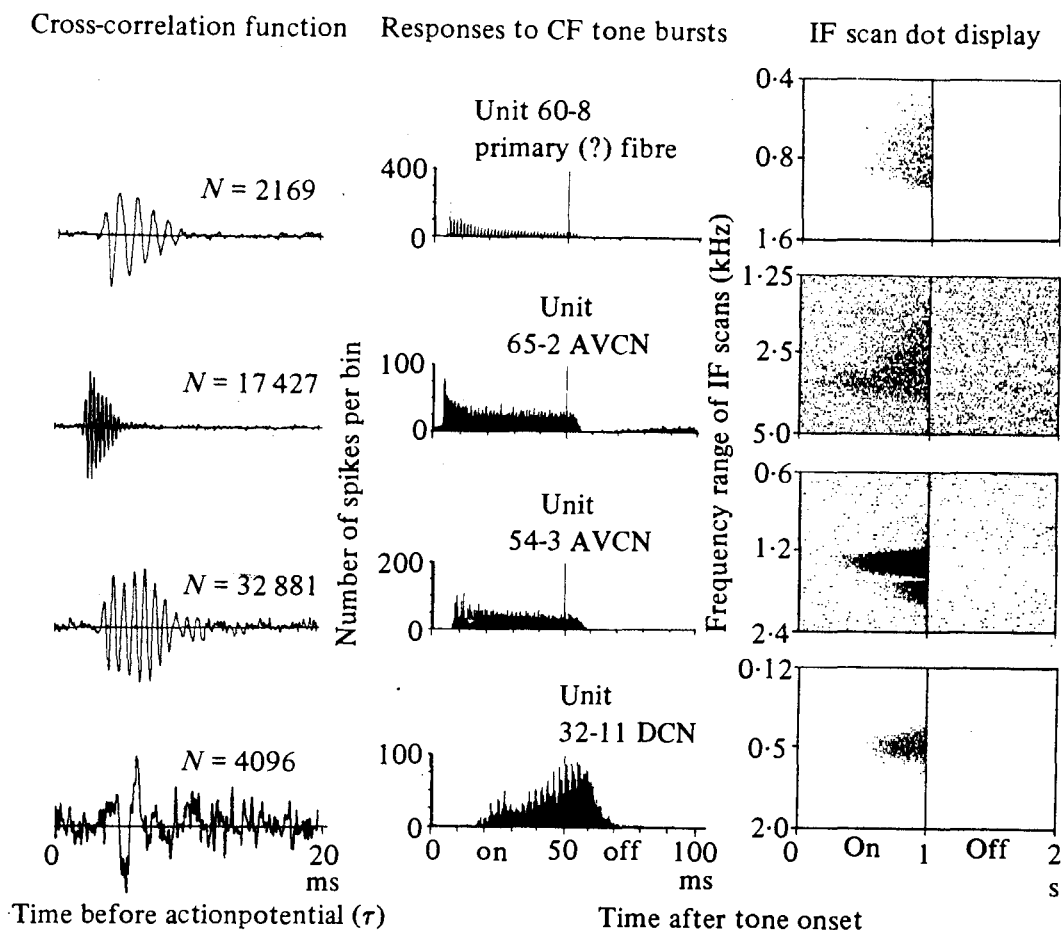 Cross-correlation function
Responses to CF tone bursts
IF scan dot display
N = 2169
N = 17 427
N = 32 881
N = 4096
0
20
ms
Time before actionpotential (τ)
Number of spikes per bin
Unit 60-8
primary (?) fibre
400
0
Unit
65-2 AVCN
100
0
Unit
54-3 AVCN
200
0
Unit
32-11 DCN
100
0
0 on 50 off 100
ms
Time after tone onset
Frequency range of IF scans (kHz)
0·4
0·8
1·6
1·25
2·5
5·0
0·6
1·2
2·4
0·12
0·5
2·0
0 On 1 Off 2
s